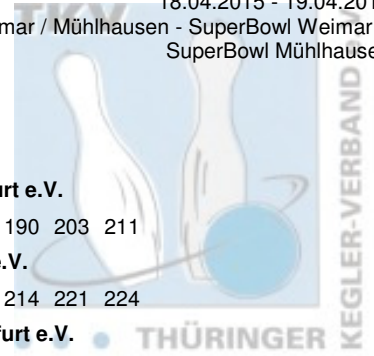 18.04.2015 - 19.04.201
mar / Mühlhausen - SuperBowl Weimar
SuperBowl Mühlhause
TKV
urt e.V.
190 203 211
e.V.
214 221 224
furt e.V.
THÜRINGER
KEGLER-VERBAND e.V.